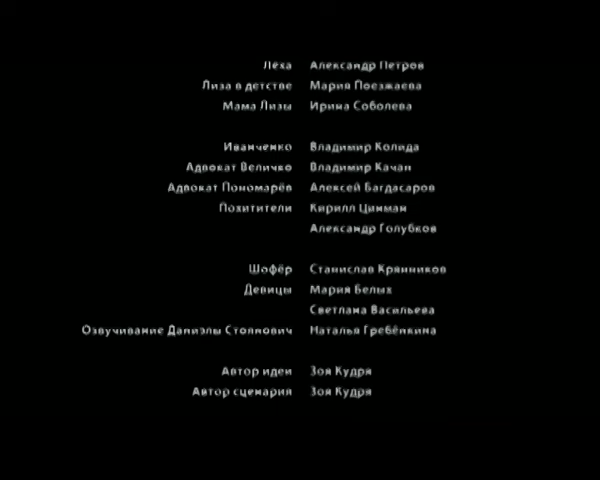 Лёха Александр Петров
Лиза в детстве Мария Поезжаева
Мама Лизы Ирина Соболева
Иванченко Владимир Колида
Адвокат Величко Владимир Качан
Адвокат Пономарёв Алексей Багдасаров
Похитители Кирилл Цинман
Александр Голубков
Шофёр Станислав Крянников
Девицы Мария Белых
Светлана Васильева
Озвучивание Даниэлы Стоянович Наталья Гребёнкина
Автор идеи Зоя Кудря
Автор сценария Зоя Кудря